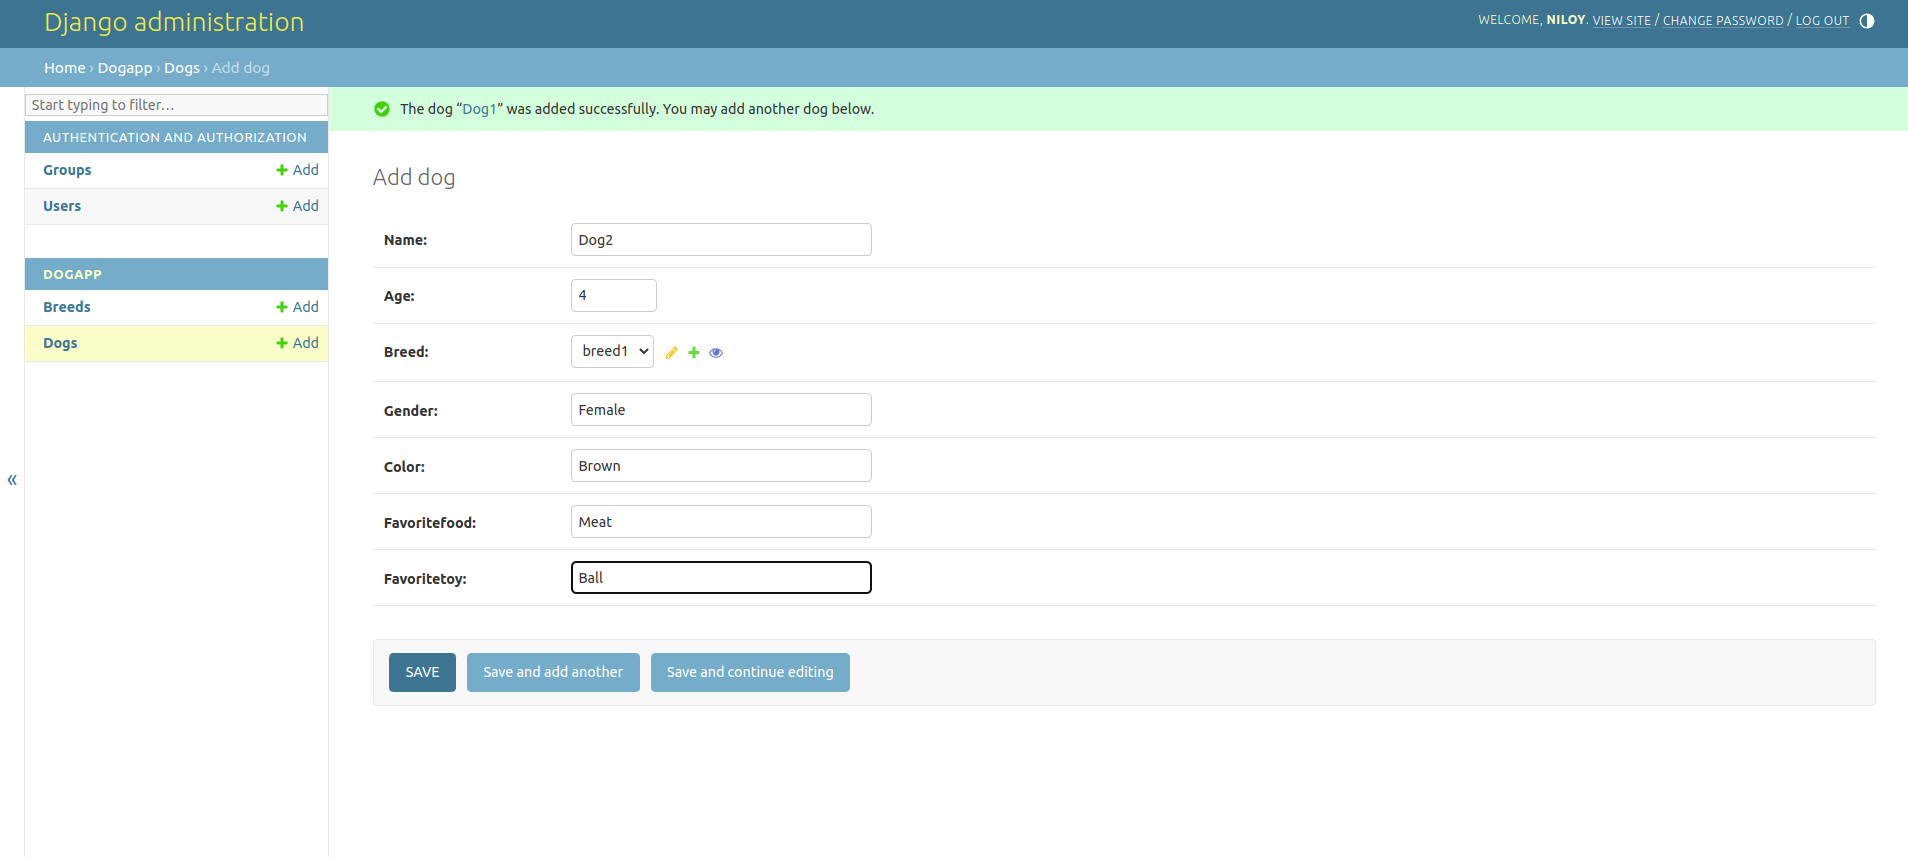 Django administration
WELCOME, NILOY. VIEW SITE / CHANGE PASSWORD / LOG OUT
Home › Dogapp › Dogs › Add dog
Start typing to filter…
AUTHENTICATION AND AUTHORIZATION
Groups Add
Users Add
DOGAPP
Breeds Add
Dogs Add
«
The dog “Dog1” was added successfully. You may add another dog below.
Add dog
Name: Dog2
Age: 4
Breed: breed1
Gender: Female
Color: Brown
Favoritefood: Meat
Favoritetoy: Ball
SAVE Save and add another Save and continue editing